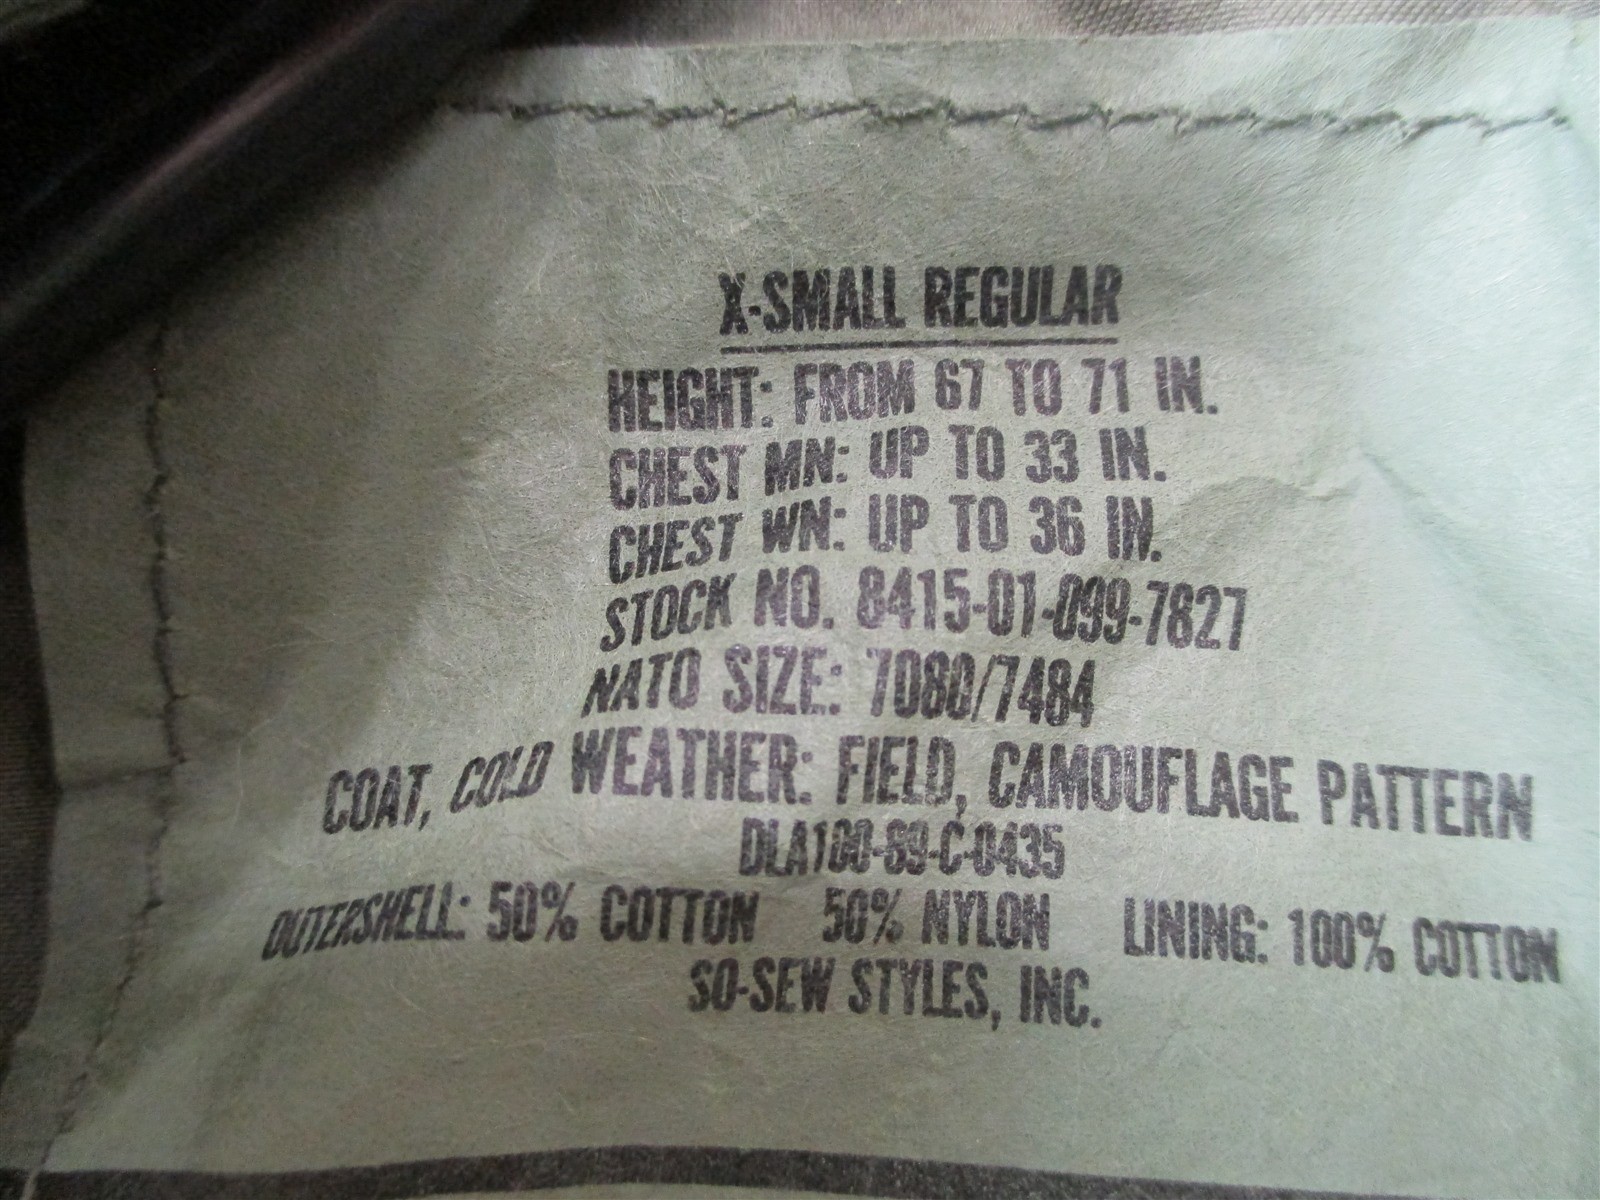 X-SMALL REGULAR
HEIGHT: FROM 67 TO 71 IN.
CHEST MN: UP TO 33 IN.
CHEST WN: UP TO 36 IN.
STOCK NO. 8415-01-099-7827
NATO SIZE: 7080/7484
COAT, COLD WEATHER: FIELD, CAMOUFLAGE PATTERN
DLA100-89-C-0435
OUTERSHELL: 50% COTTON 50% NYLON LINING: 100% COTTON
SO-SEW STYLES, INC.